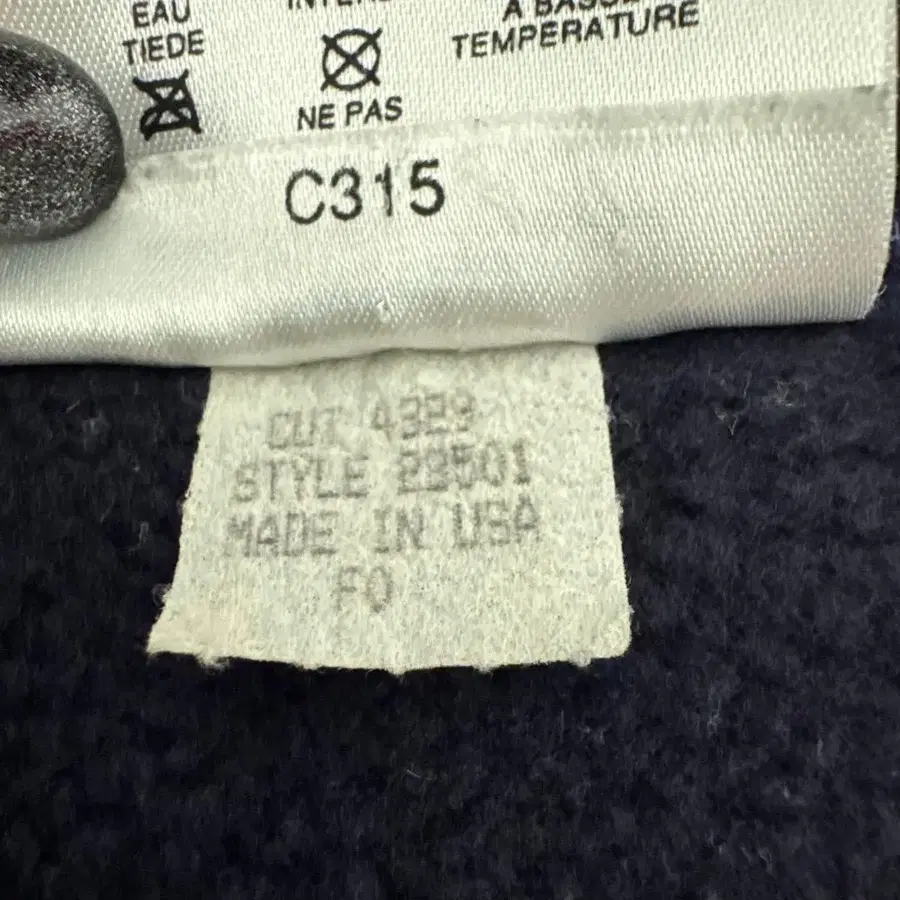 EAU
TIEDE
A BASSE
TEMPERATURE
NE PAS
C315
CUT 4329
STYLE 23501
MADE IN USA
FO